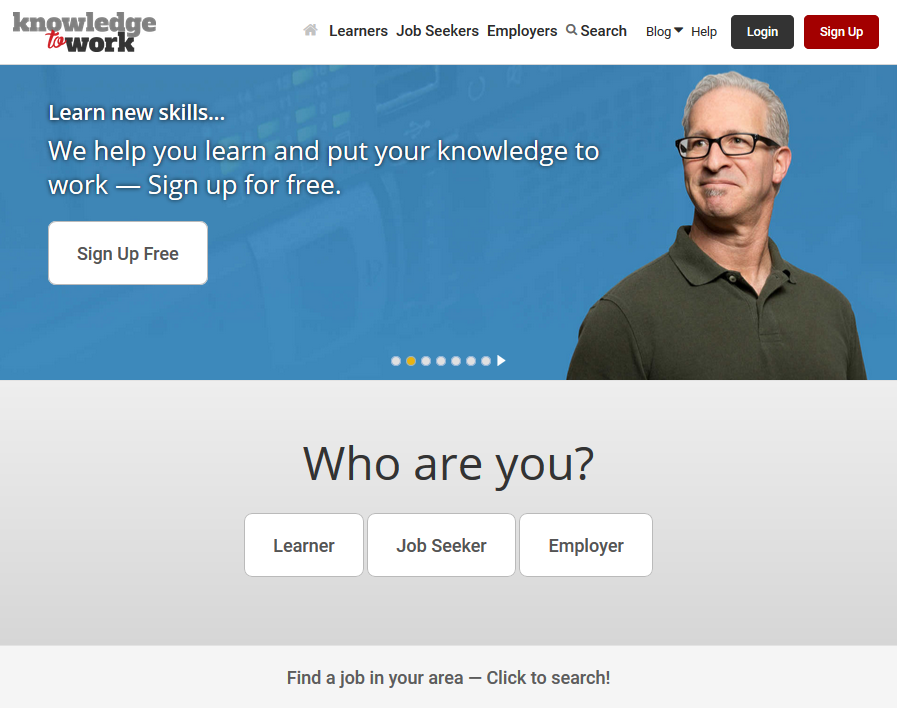 knowledge
to work
Learners Job Seekers Employers Search Blog Help Login Sign Up
Learn new skills...
We help you learn and put your knowledge to
work — Sign up for free.
Sign Up Free
Who are you?
Learner Job Seeker Employer
Find a job in your area — Click to search!